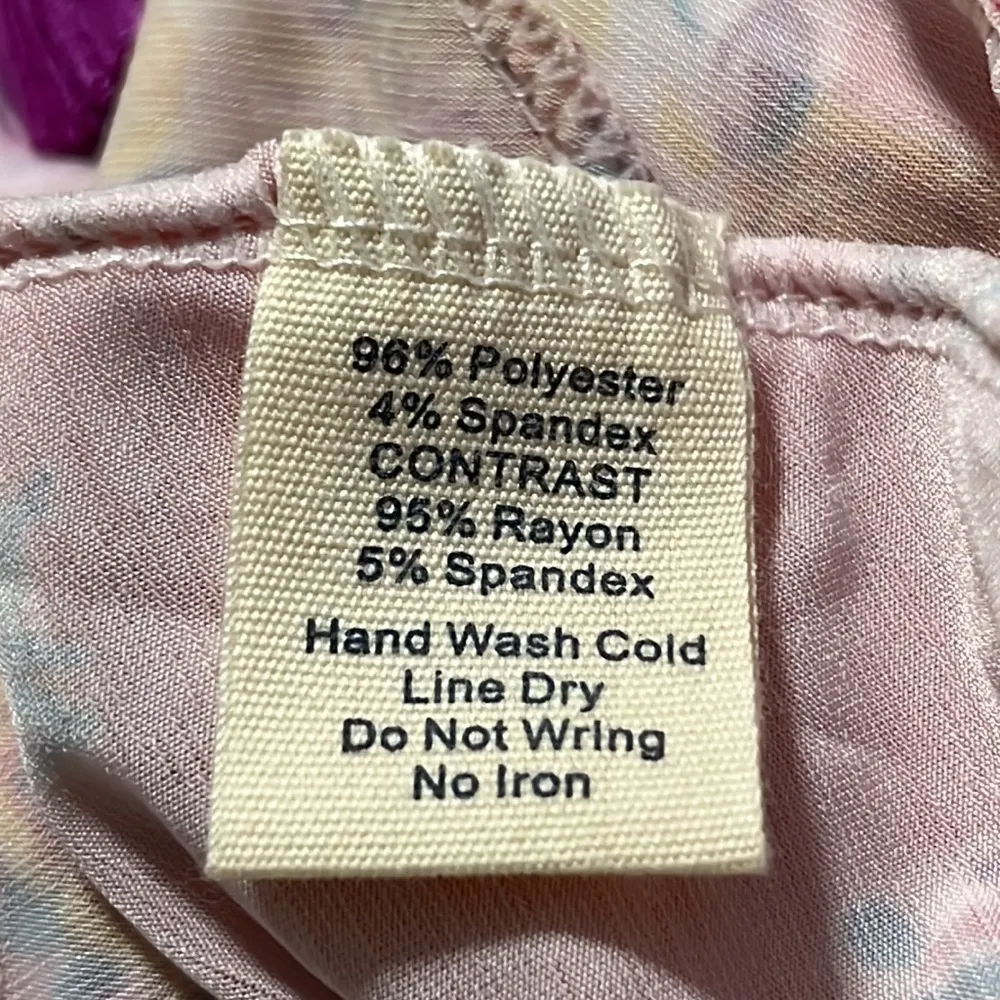 96% Polyester
4% Spandex
CONTRAST
95% Rayon
5% Spandex
Hand Wash Cold
Line Dry
Do Not Wring
No Iron